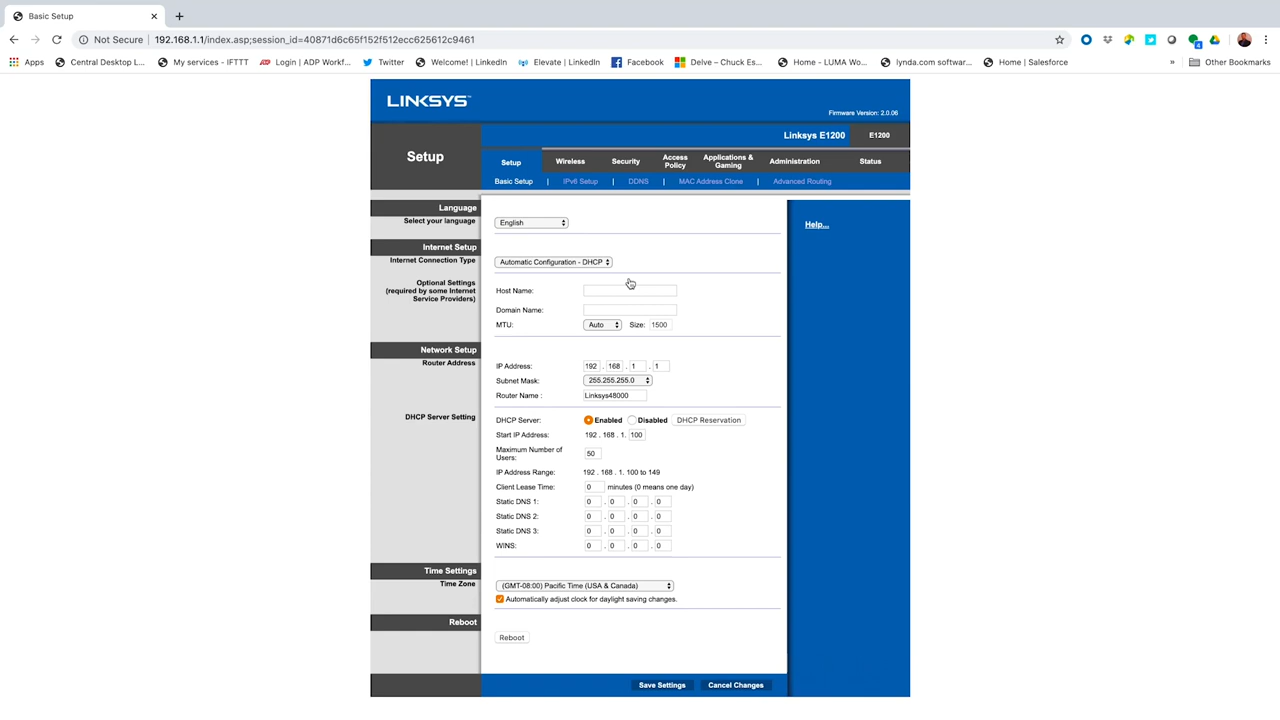 Basic Setup
Not Secure 192.168.1.1/index.asp;session_id=40871d6c65f152f512ecc625612c9461
Apps Central Desktop L... My services - IFTTT Login | ADP Workf... Twitter Welcome! | LinkedIn Elevate | LinkedIn Facebook Delve – Chuck Es... Home - LUMA Wo... lynda.com softwar... Home | Salesforce » Other Bookmarks
LINKSYS™
Firmware Version: 2.0.06
Linksys E1200 E1200
Setup
Setup Wireless Security Access Policy Applications & Gaming Administration Status
Basic Setup | IPv6 Setup | DDNS | MAC Address Clone | Advanced Routing
Language
Select your language English
Help...
Internet Setup
Internet Connection Type Automatic Configuration - DHCP
Optional Settings
(required by some Internet
Service Providers)
Host Name:
Domain Name:
MTU: Auto Size: 1500
Network Setup
Router Address
IP Address: 192 . 168 . 1 . 1
Subnet Mask: 255.255.255.0
Router Name : Linksys48000
DHCP Server Setting
DHCP Server: Enabled Disabled DHCP Reservation
Start IP Address: 192 . 168 . 1. 100
Maximum Number of
Users: 50
IP Address Range: 192 . 168 . 1. 100 to 149
Client Lease Time: 0 minutes (0 means one day)
Static DNS 1: 0 . 0 . 0 . 0
Static DNS 2: 0 . 0 . 0 . 0
Static DNS 3: 0 . 0 . 0 . 0
WINS: 0 . 0 . 0 . 0
Time Settings
Time Zone (GMT-08:00) Pacific Time (USA & Canada)
Automatically adjust clock for daylight saving changes.
Reboot
Reboot
Save Settings Cancel Changes